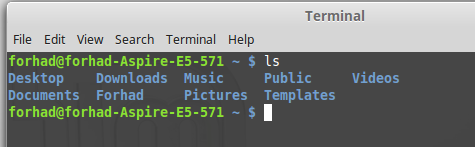 Terminal
File Edit View Search Terminal Help
forhad@forhad-Aspire-E5-571 ~ $ ls
Desktop Downloads Music Public Videos
Documents Forhad Pictures Templates
forhad@forhad-Aspire-E5-571 ~ $